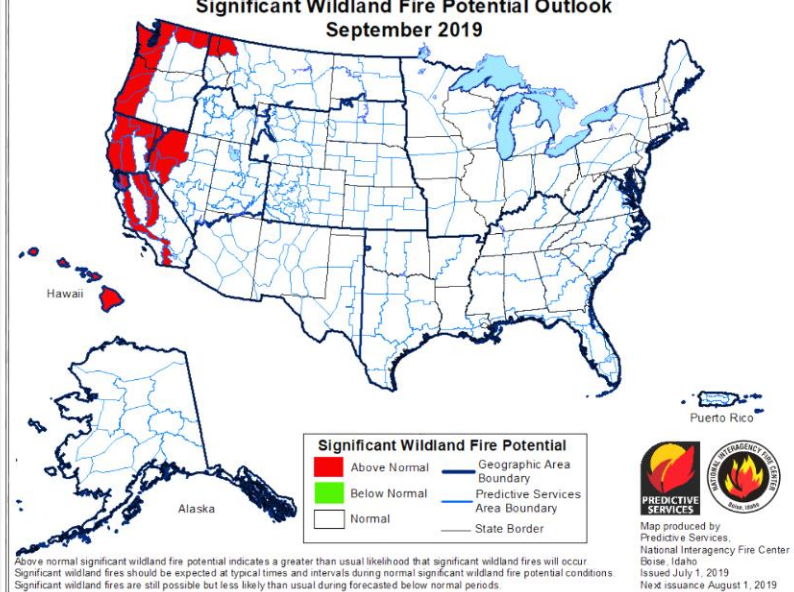 Significant Wildland Fire Potential Outlook
September 2019
Hawaii
Alaska
Puerto Rico
Significant Wildland Fire Potential
Above Normal
Below Normal
Normal
Geographic Area
Boundary
Predictive Services
Area Boundary
State Border
PREDICTIVE
SERVICES
NATIONAL INTERAGENCY FIRE CENTER
Boise, Idaho
Map produced by
Predictive Services,
National Interagency Fire Center
Boise, Idaho
Issued July 1, 2019
Next issuance August 1, 2019
Above normal significant wildland fire potential indicates a greater than usual likelihood that significant wildland fires will occur.
Significant wildland fires should be expected at typical times and intervals during normal significant wildland fire potential conditions.
Significant wildland fires are still possible but less likely than usual during forecasted below normal periods.